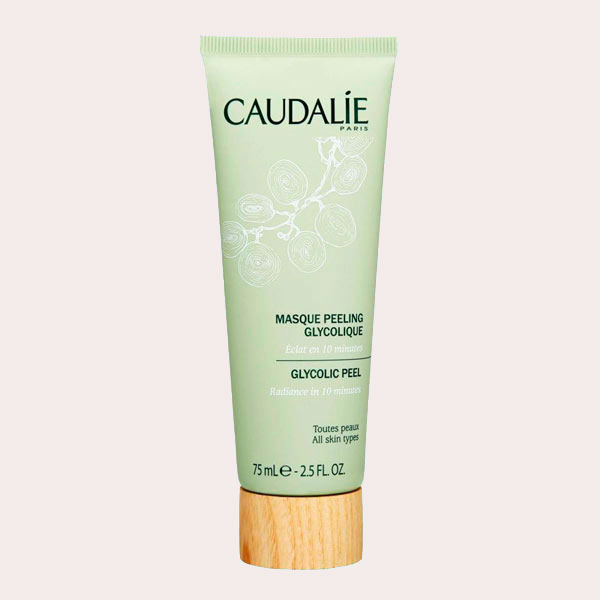 CAUDALÍE
PARIS
MASQUE PEELING
GLYCOLIQUE
Éclat en 10 minutes
GLYCOLIC PEEL
Radiance in 10 minutes
Toutes peaux
All skin types
75 mL℮ - 2.5 FL. OZ.